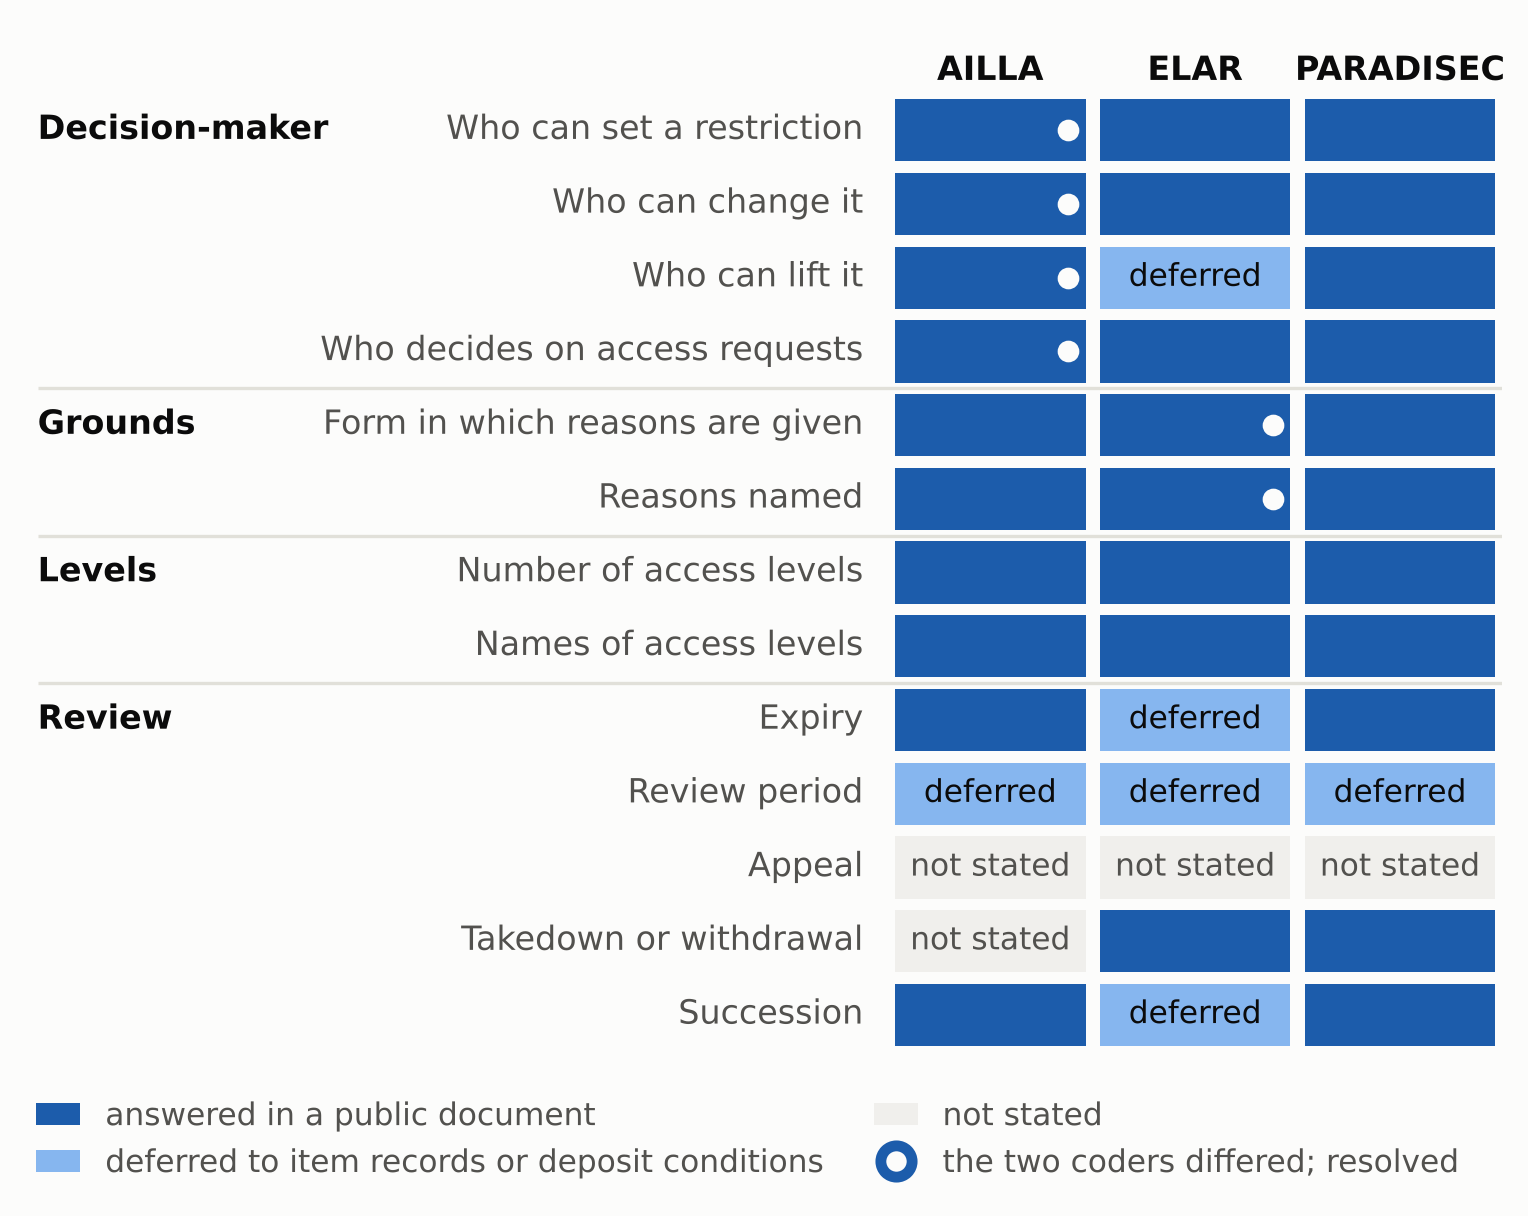 AILLA ELAR PARADISEC
Decision-maker Who can set a restriction
Who can change it
Who can lift it deferred
Who decides on access requests
Grounds Form in which reasons are given
Reasons named
Levels Number of access levels
Names of access levels
Review Expiry deferred
Review period deferred deferred deferred
Appeal not stated not stated not stated
Takedown or withdrawal not stated
Succession deferred
answered in a public document not stated
deferred to item records or deposit conditions the two coders differed; resolved